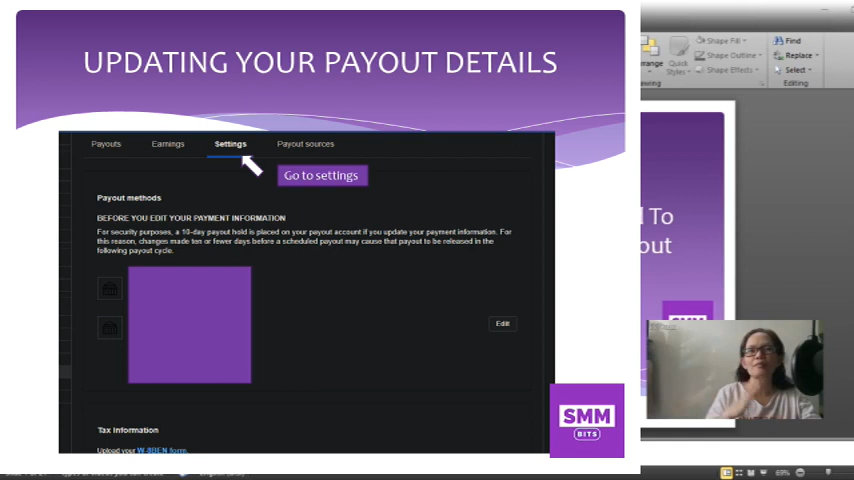 UPDATING YOUR PAYOUT DETAILS
Payouts Earnings Settings Payout sources
Go to settings
Payout methods
BEFORE YOU EDIT YOUR PAYMENT INFORMATION
For security purposes, a 10-day payout hold is placed on your payout account if you update your payment information. For
this reason, changes made ten or fewer days before a scheduled payout may cause that payout to be released in the
following payout cycle.
Edit
Tax Information
Upload your W-8BEN form.
SMM
BITS
Shape Fill
Shape Outline
Shape Effects
Quick
Styles
Find
Replace
Select
Editing
To
out
SMM
69%